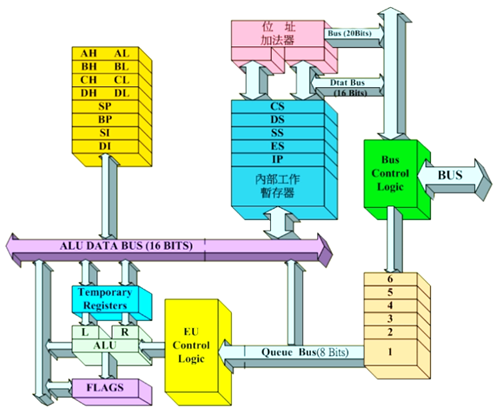 AH AL
BH BL
CH CL
DH DL
SP
BP
SI
DI
位 址
加法器
Bus (20Bits)
Dtat Bus
(16 Bits)
CS
DS
SS
ES
IP
內部工作
暫存器
Bus
Control
Logic
BUS
ALU DATA BUS (16 BITS)
Temporary
Registers
L R
ALU
FLAGS
EU
Control
Logic
Queue Bus(8 Bits)
6
5
4
3
2
1